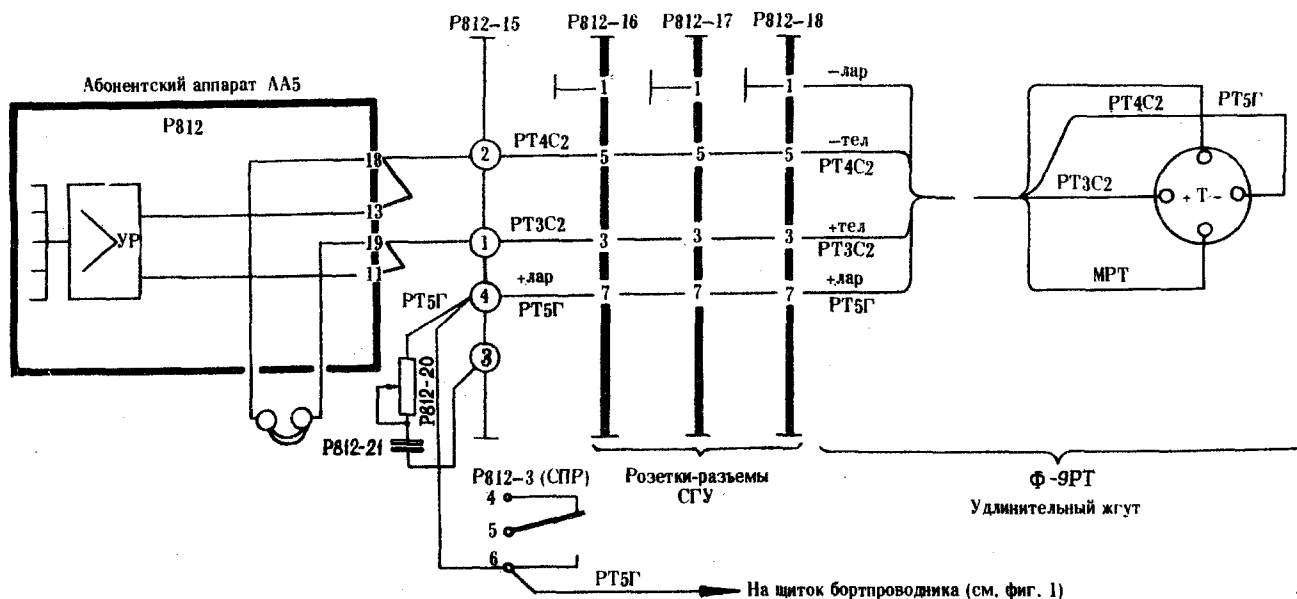 Р812-15
Р812-16
Р812-17
Р812-18
Абонентский аппарат АА5
Р812
УР
18
13
19
11
2
1
4
3
РТ4С2
РТ3С2
+лар
РТ5Г
РТ5Г
1
5
3
7
1
5
3
7
1
5
3
7
−лар
−тел
РТ4С2
+тел
РТ3С2
+лар
РТ5Г
РТ4С2
РТ5Г
РТ3С2
+ Т −
МРТ
Р812-20
Р812-21
Р812-3 (СПР)
4
5
6
РТ5Г
На щиток бортпроводника (см. фиг. 1)
Розетки-разъемы
СГУ
Ф-9РТ
Удлинительный жгут